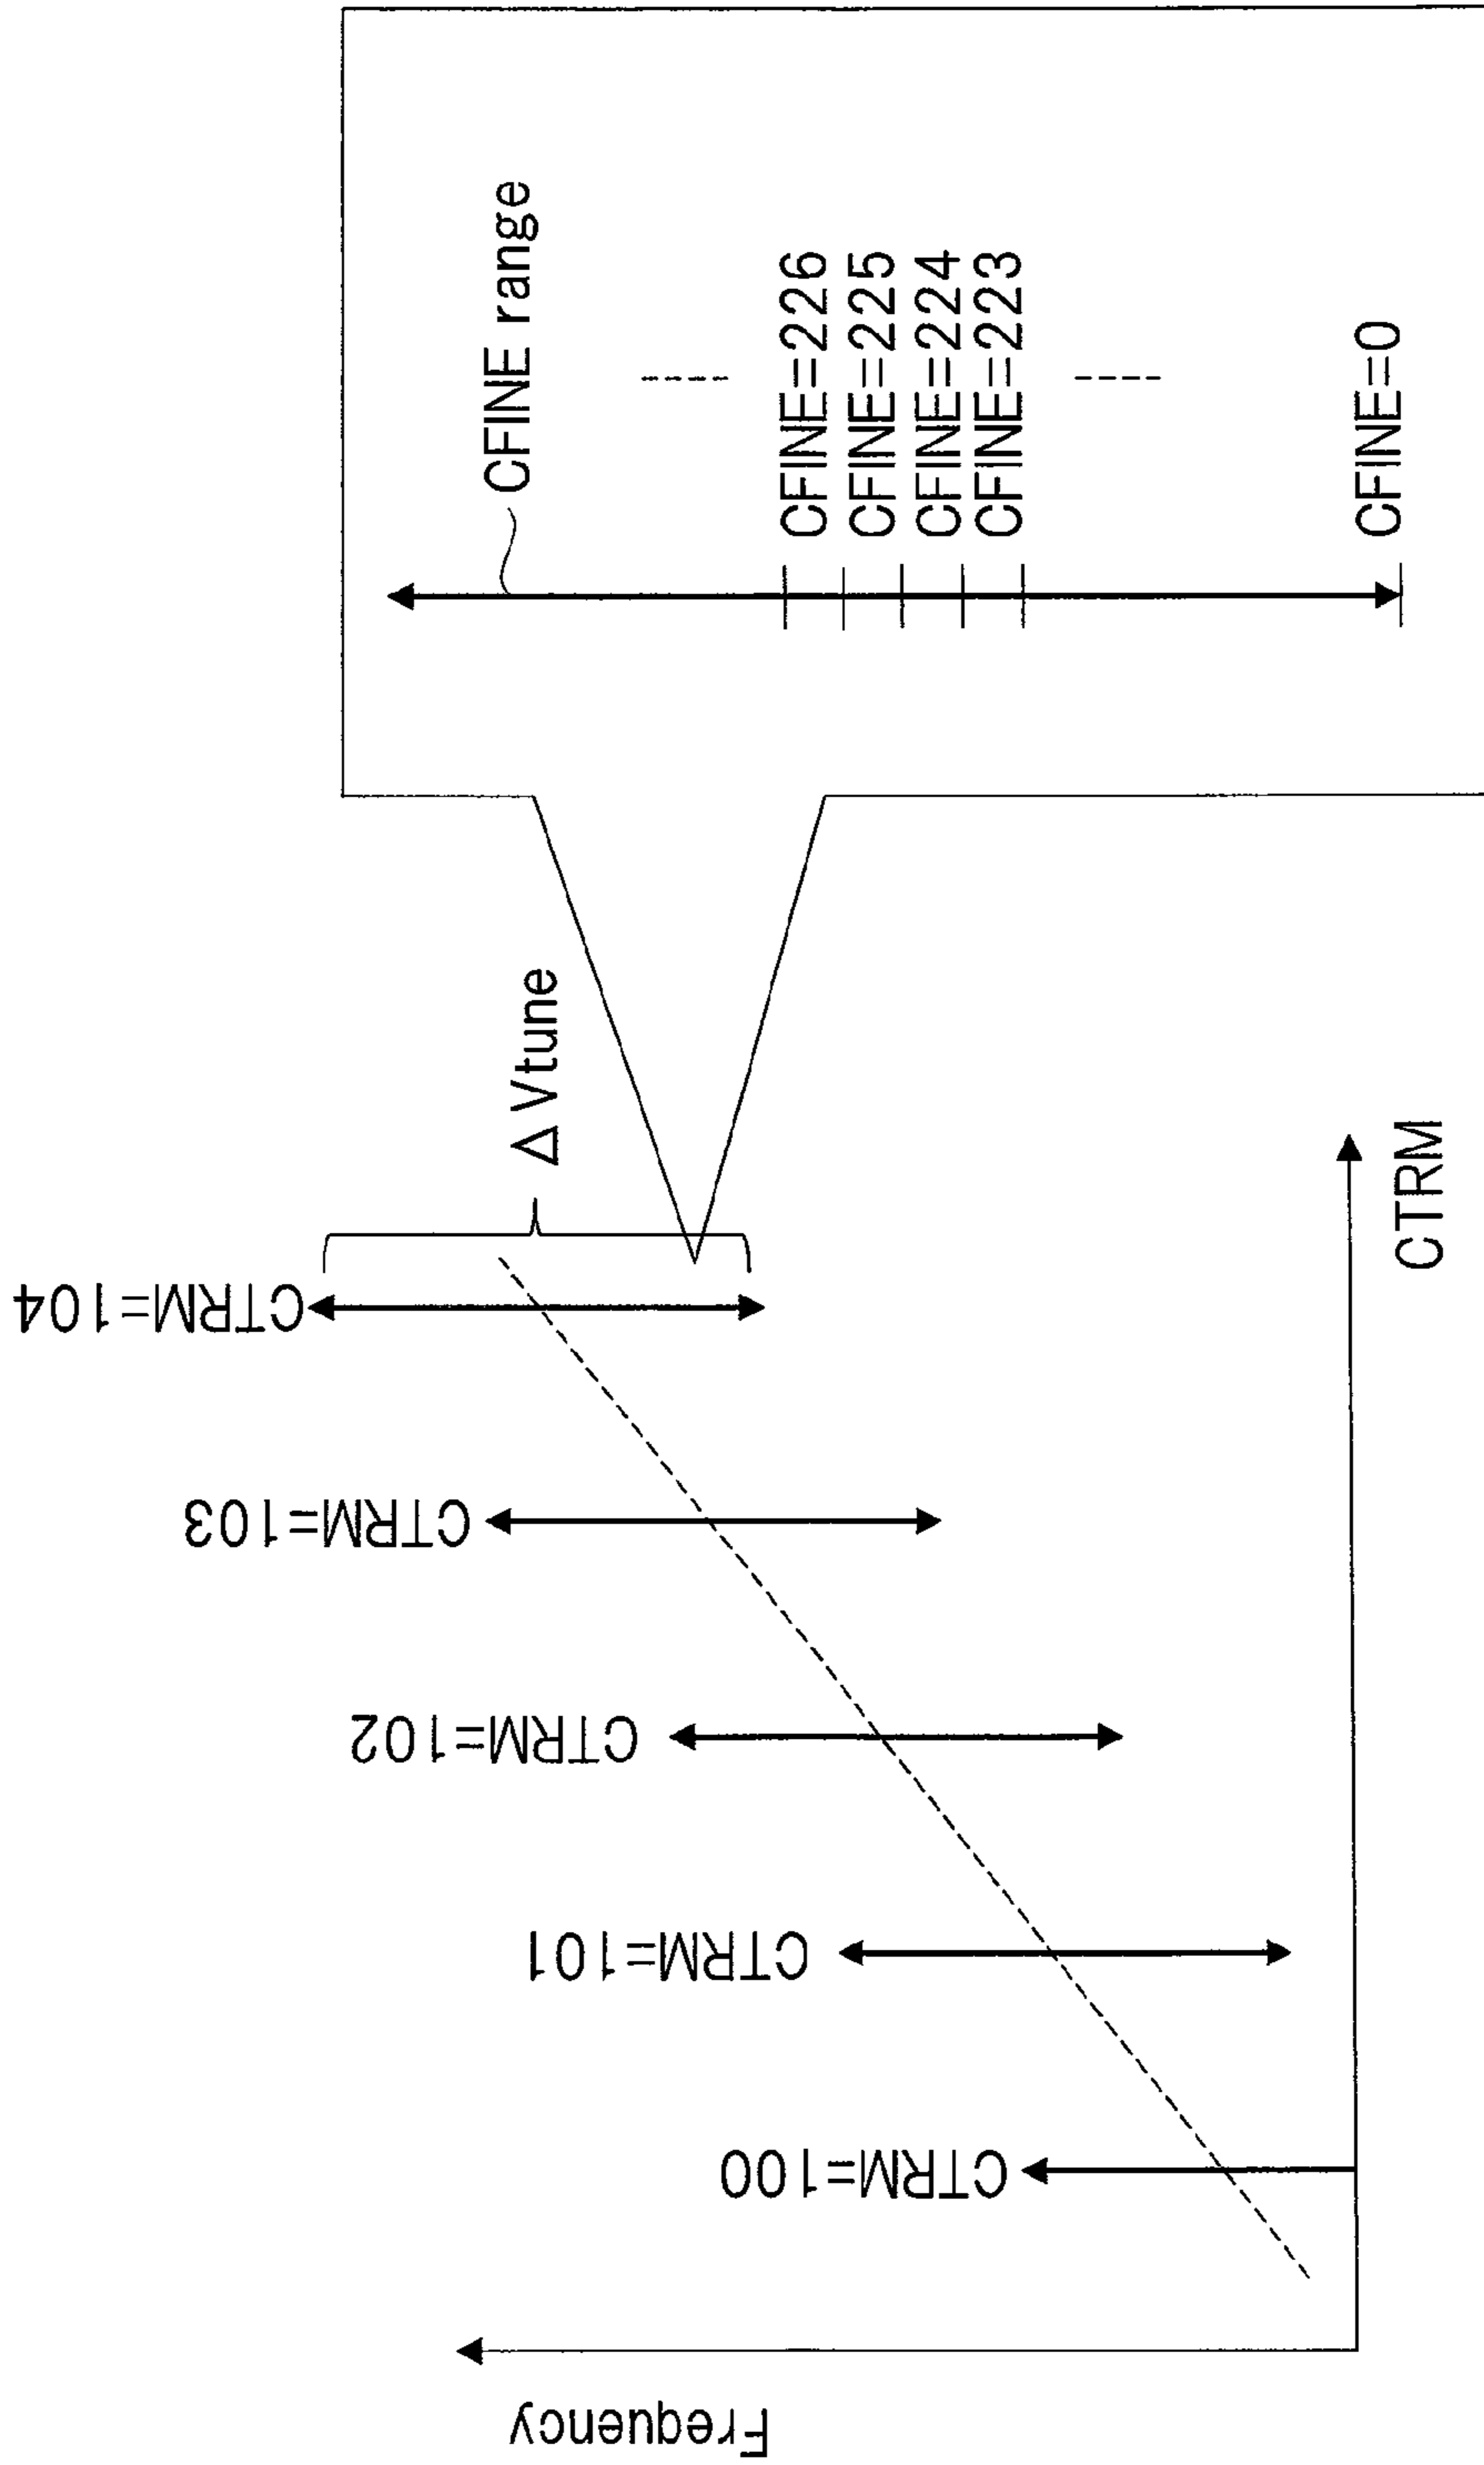 Frequency
CTRM=100
CTRM=101
CTRM=102
CTRM=103
CTRM=104
Δ Vtune
CTRM
CFINE range
CFINE=226
CFINE=225
CFINE=224
CFINE=223
CFINE=0